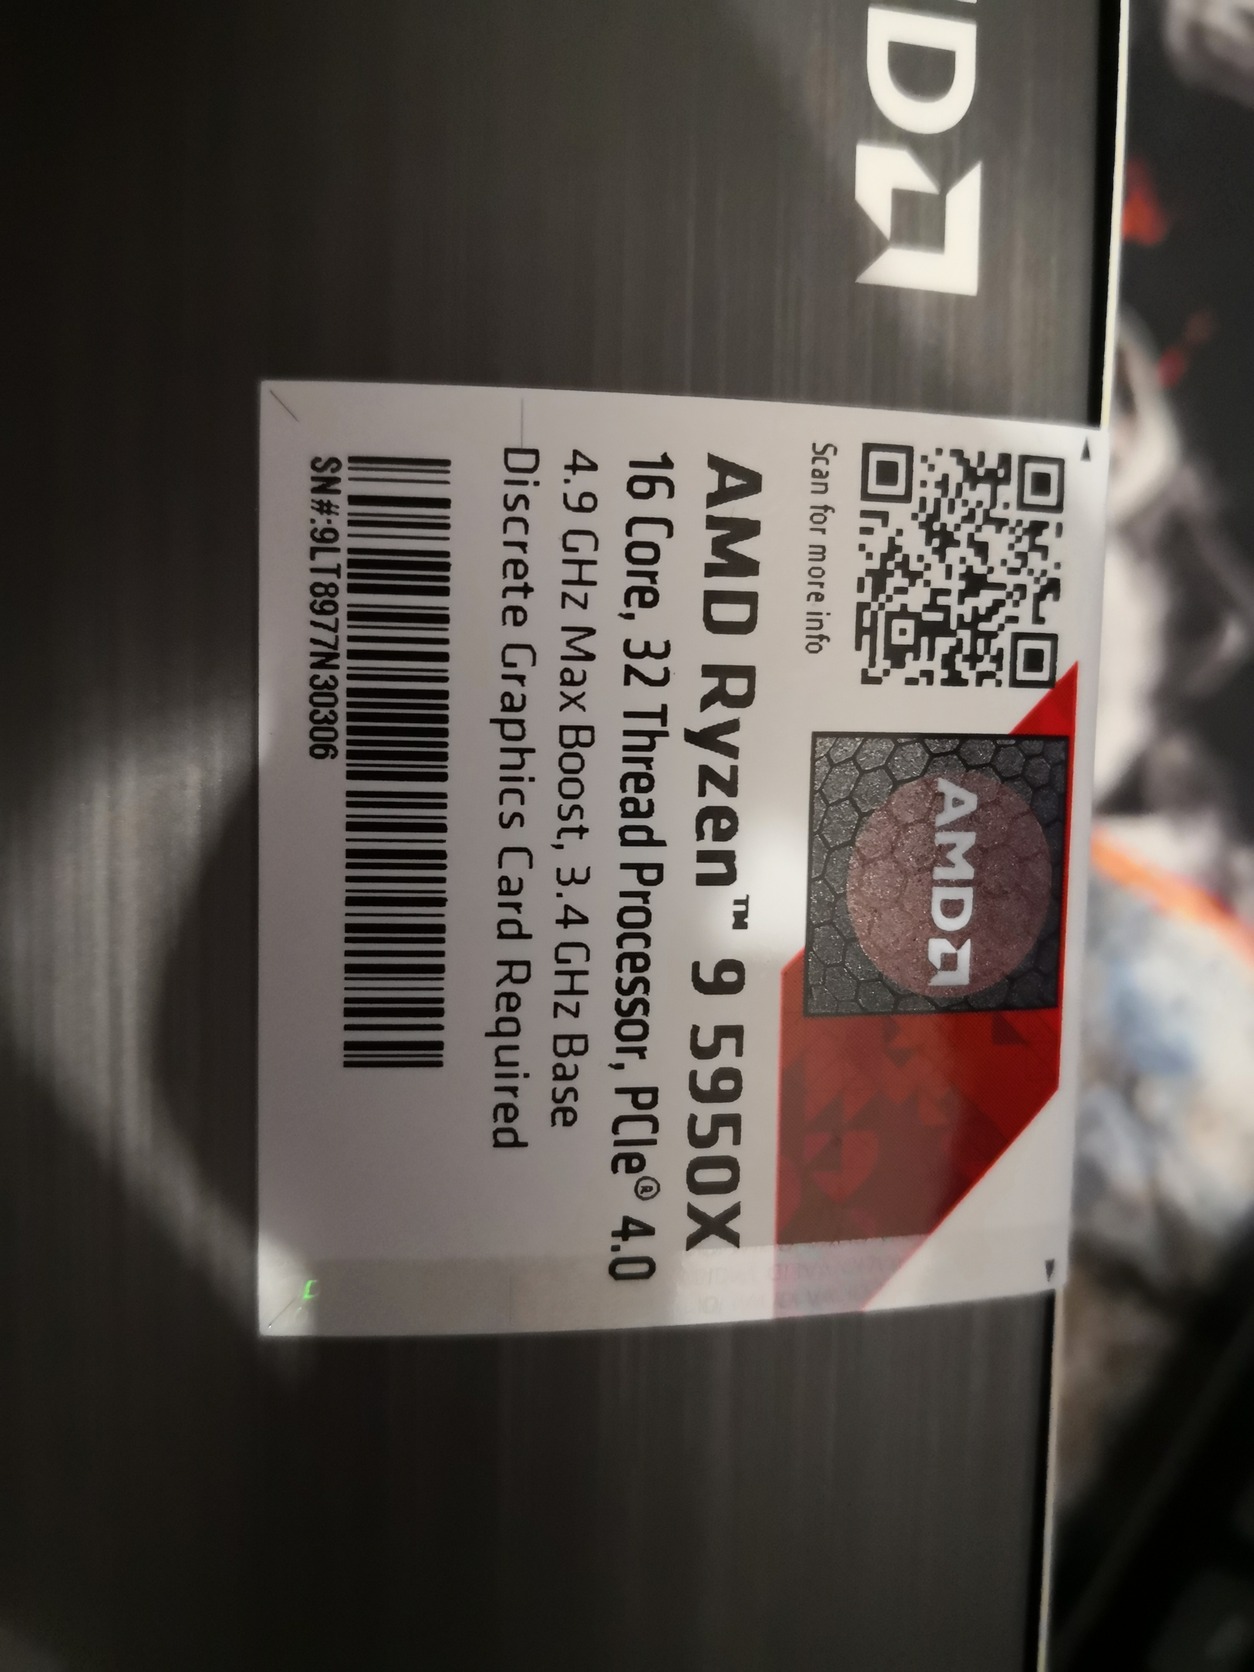 AMD
Scan for more info
AMD
AMD Ryzen™ 9 5950X
16 Core, 32 Thread Processor, PCIe® 4.0
4.9 GHz Max Boost, 3.4 GHz Base
Discrete Graphics Card Required
SN#:9LT8977N30306